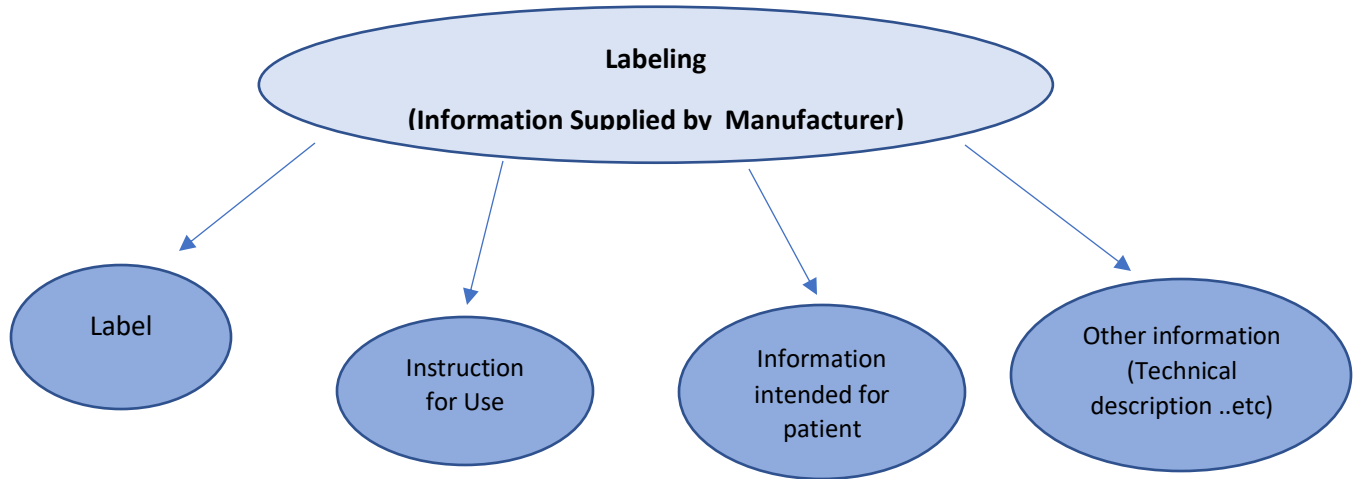 Labeling
(Information Supplied by Manufacturer)
Label
Instruction
for Use
Information
intended for
patient
Other information
(Technical
description ..etc)